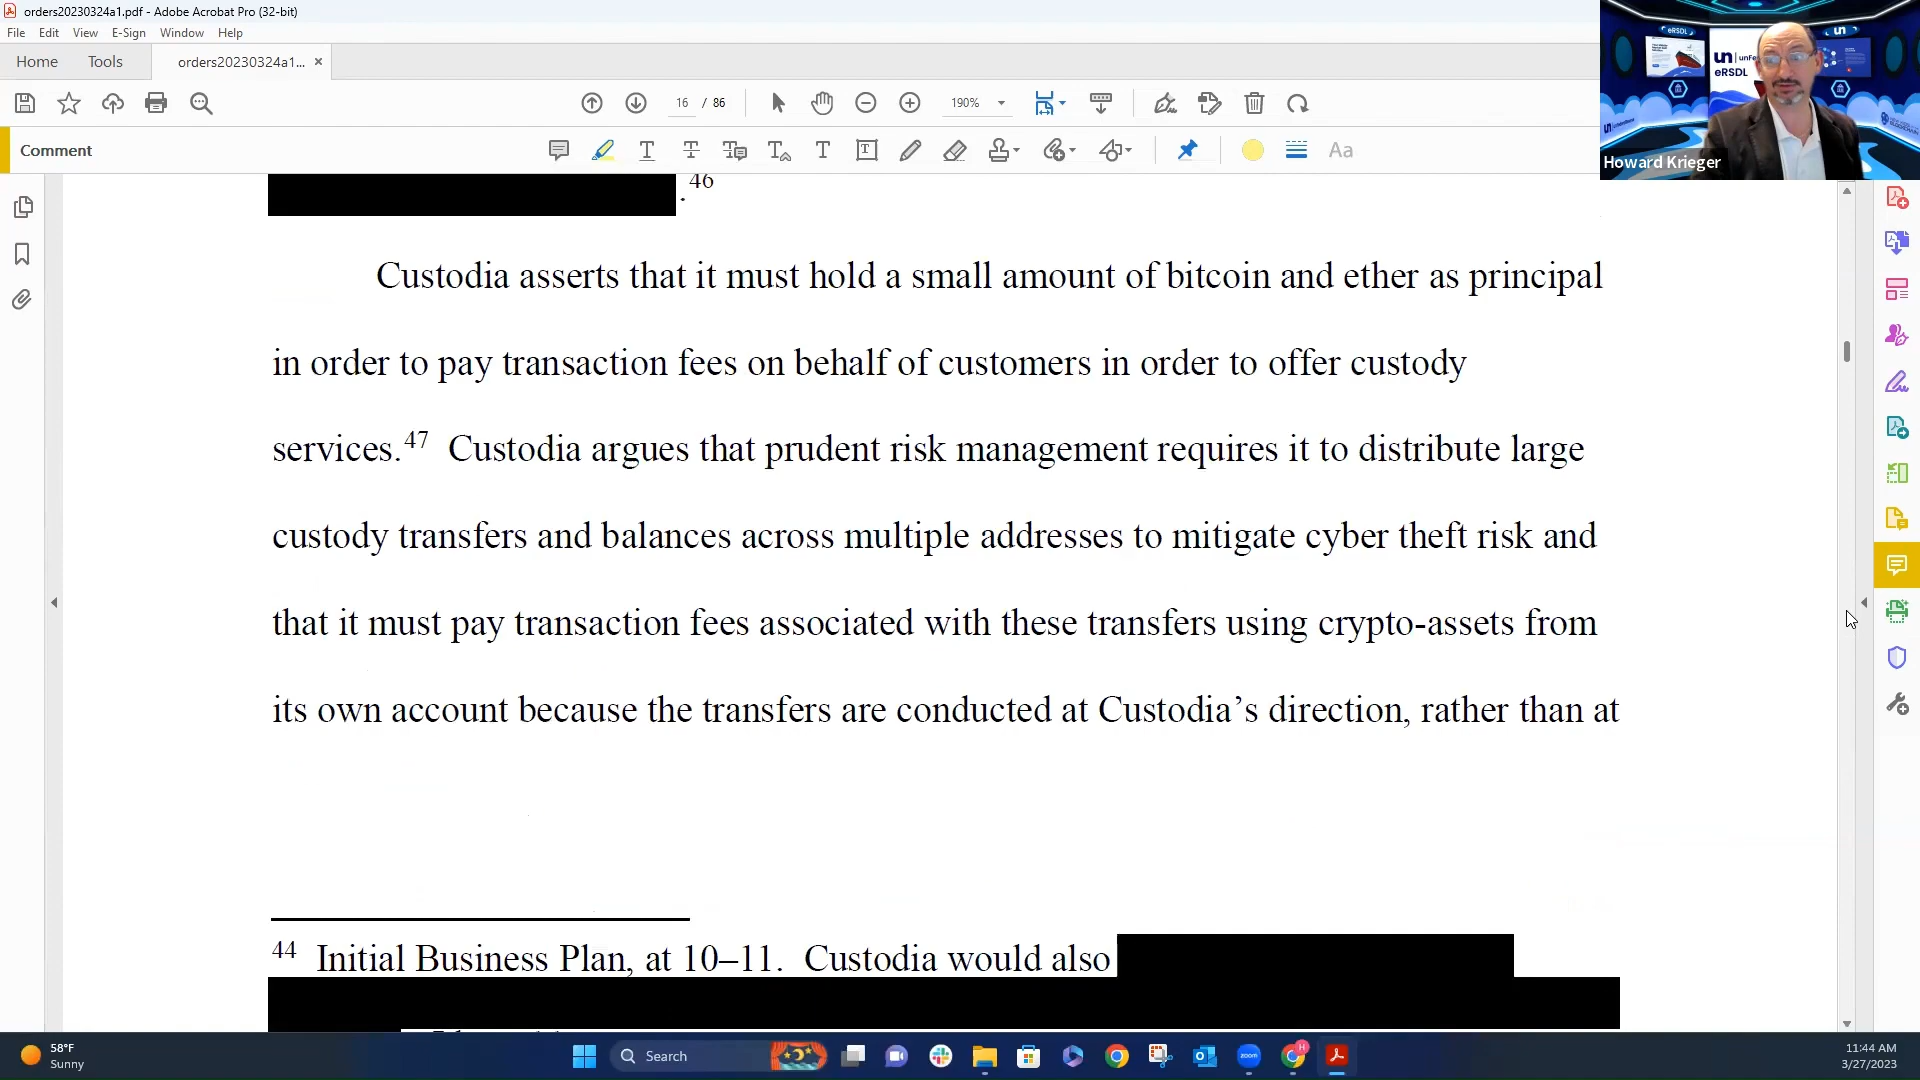 orders20230324a1.pdf - Adobe Acrobat Pro (32-bit)
File Edit View E-Sign Window Help
Home Tools orders20230324a1... ×
16 / 86 190%
Comment
Aa
eRSDL
un
eRSDL
un
Howard Krieger
.46
Custodia asserts that it must hold a small amount of bitcoin and ether as principal
in order to pay transaction fees on behalf of customers in order to offer custody
services.47 Custodia argues that prudent risk management requires it to distribute large
custody transfers and balances across multiple addresses to mitigate cyber theft risk and
that it must pay transaction fees associated with these transfers using crypto-assets from
its own account because the transfers are conducted at Custodia’s direction, rather than at
44 Initial Business Plan, at 10–11. Custodia would also
58°F
Sunny
Search
zoom
H
11:44 AM
3/27/2023